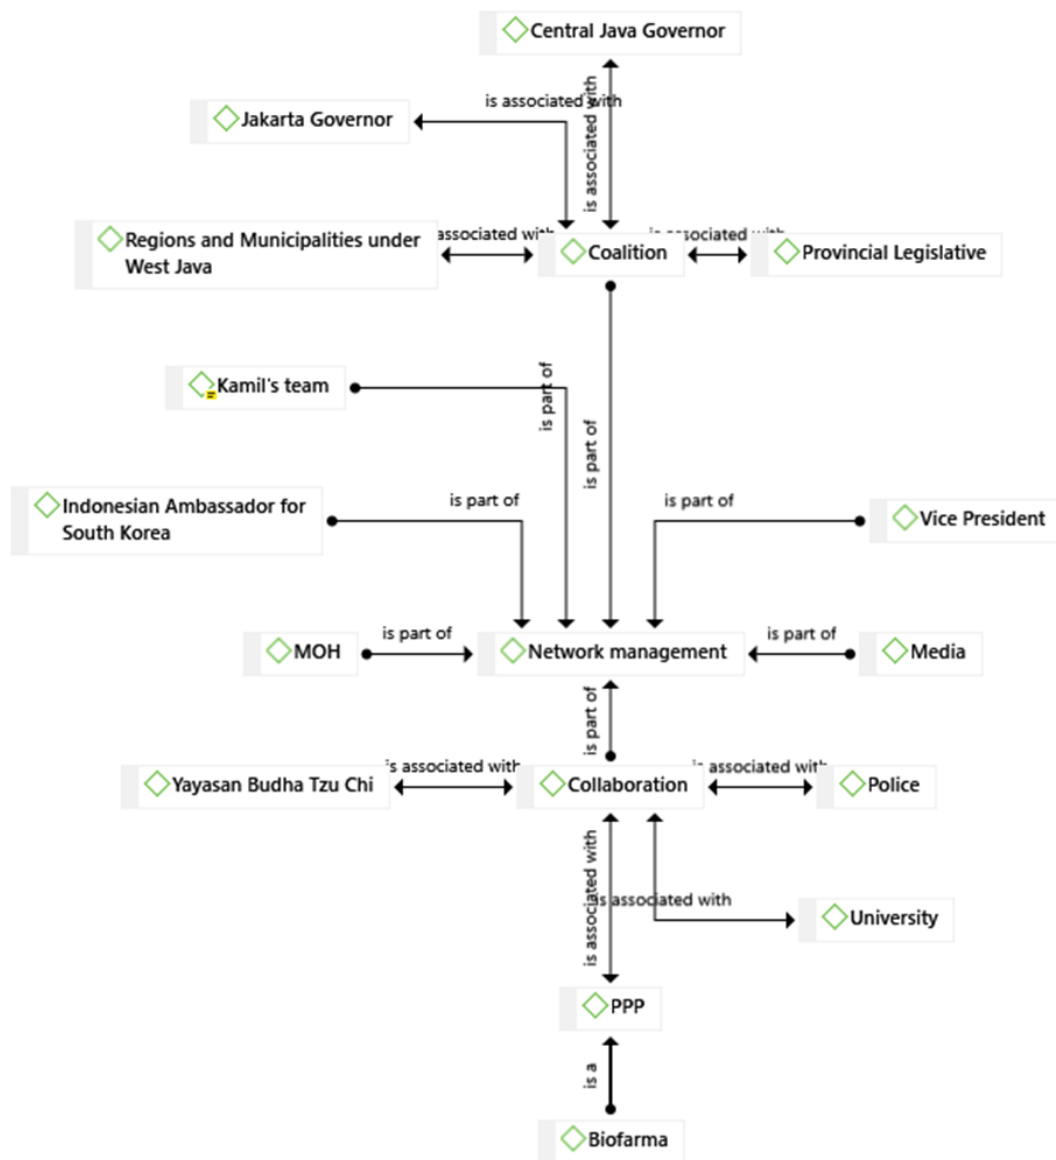 Central Java Governor
is associated with
is associated with
Jakarta Governor
associated with
is associated with
Regions and Municipalities under
West Java
Coalition
Provincial Legislative
is part of
Kamil's team
is part of
is part of
is part of
Indonesian Ambassador for
South Korea
Vice President
is part of
is part of
MOH
Network management
Media
is part of
is associated with
is associated with
Yayasan Budha Tzu Chi
Collaboration
Police
is associated with
is associated with
University
PPP
is a
Biofarma